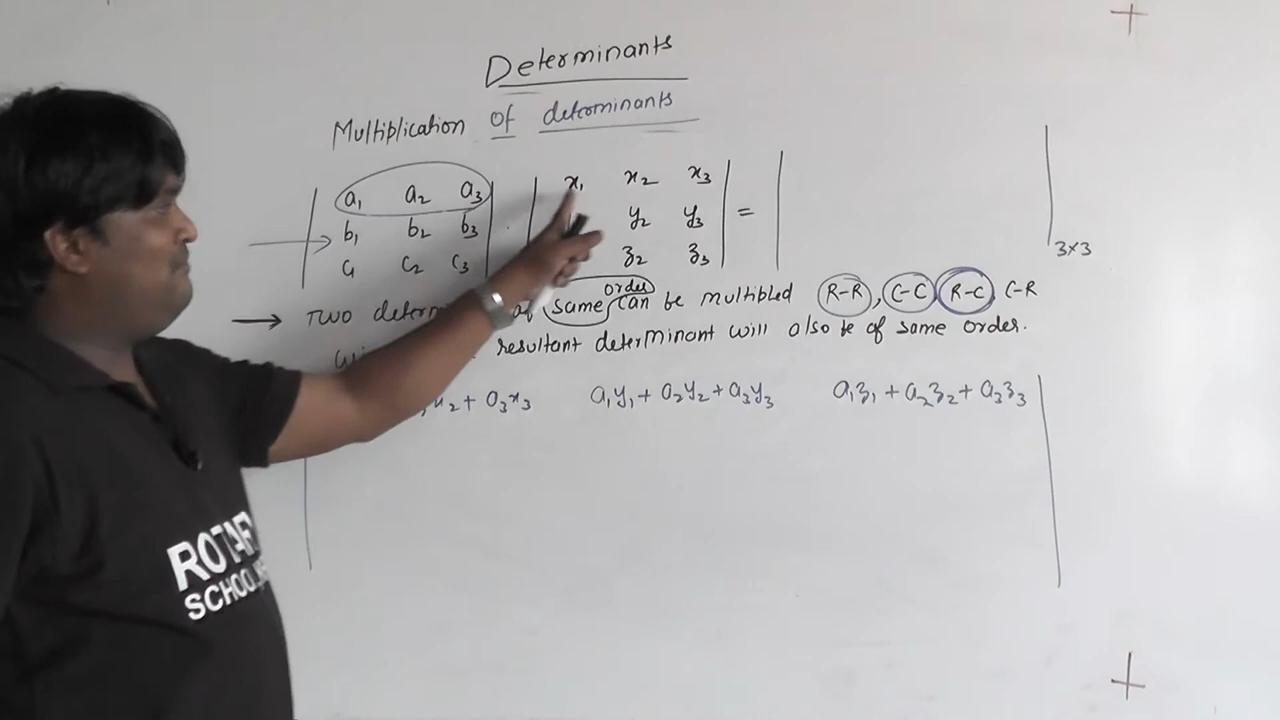 Determinants
Multiplication of determinants
a₁ a₂ a₃ x₁ x₂ x₃
b₁ b₂ b₃ y₂ y₃ =
c₁ c₂ c₃ z₂ z₃ 3×3
→ Two of same order can be multibled R-R, C-C R-C, C-R
resultant determinant will also be of same order.
x₂ + a₃x₃ a₁y₁ + a₂y₂ + a₃y₃ a₁z₁ + a₂z₂ + a₃z₃
SCHOOL